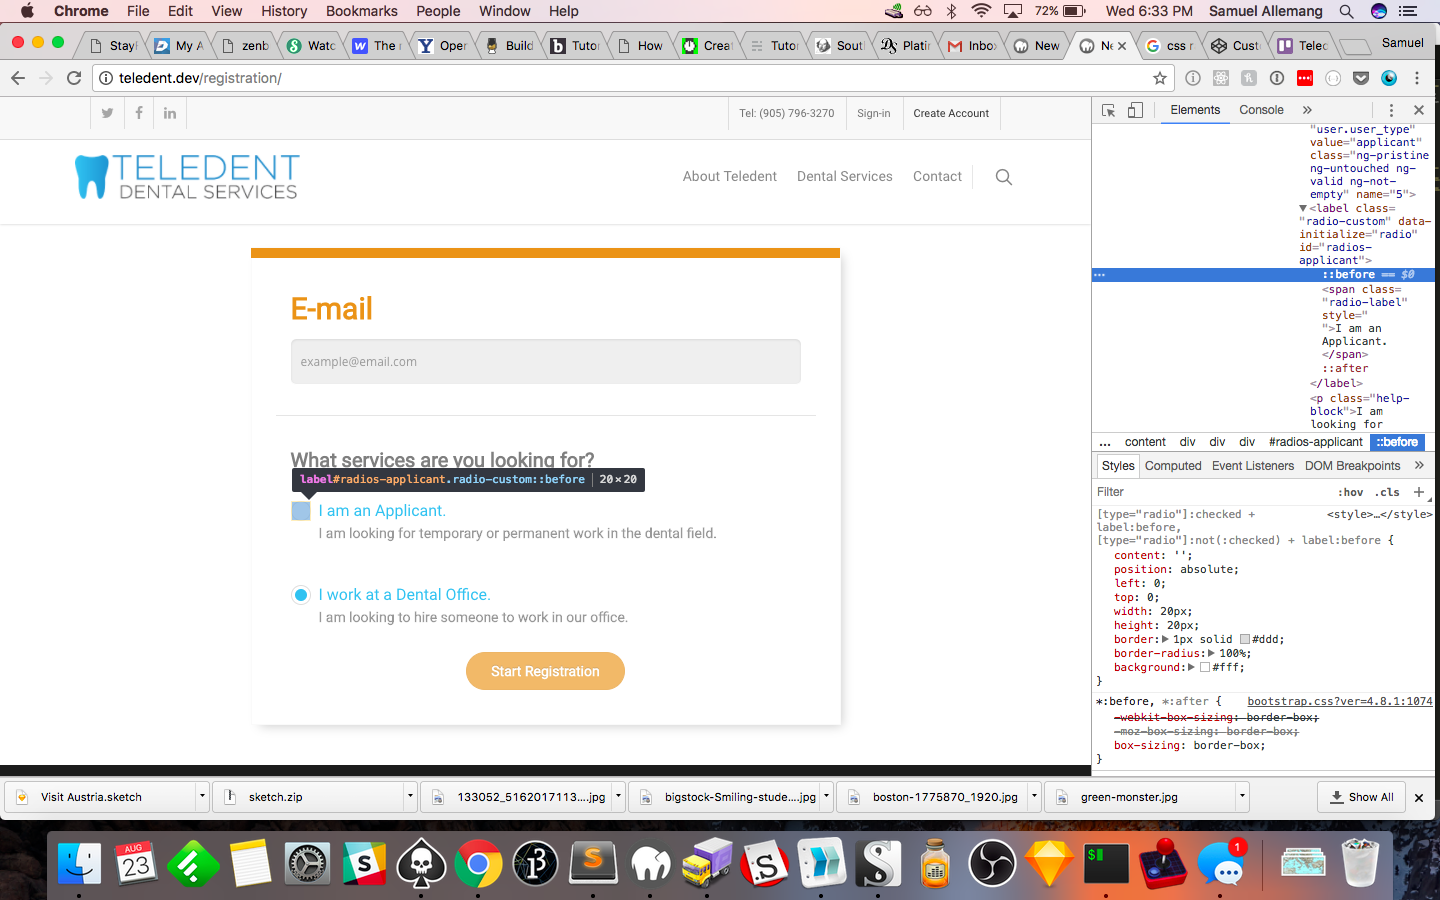 Chrome File Edit View History Bookmarks People Window Help 72% Wed 6:33 PM Samuel Allemang
Stay My A zenb Watc The Oper Build Tutor How Creat Tutor Sout Platin Inbo New Ne css r Cust Telec Samuel
teledent.dev/registration/
Tel: (905) 796-3270 Sign-in Create Account
TELEDENT
DENTAL SERVICES
About Teledent Dental Services Contact
E-mail
example@email.com
What services are you looking for?
label#radios-applicant.radio-custom::before 20×20
I am an Applicant.
I am looking for temporary or permanent work in the dental field.
I work at a Dental Office.
I am looking to hire someone to work in our office.
Start Registration
Elements Console »
"user.user_type"
value="applicant"
class="ng-pristine
ng-untouched ng-
valid ng-not-
empty" name="5">
▼<label class=
"radio-custom" data-
initialize="radio"
id="radios-
applicant">
… ::before == $0
<span class=
"radio-label"
style="
">I am an
Applicant.
</span>
::after
</label>
<p class="help-
block">I am
looking for
... content div div div #radios-applicant ::before
Styles Computed Event Listeners DOM Breakpoints »
Filter :hov .cls +
[type="radio"]:checked + <style>…</style>
label:before,
[type="radio"]:not(:checked) + label:before {
content: '';
position: absolute;
left: 0;
top: 0;
width: 20px;
height: 20px;
border:▶1px solid #ddd;
border-radius:▶100%;
background:▶#fff;
}
*:before, *:after { bootstrap.css?ver=4.8.1:1074
-webkit-box-sizing: border-box;
-moz-box-sizing: border-box;
box-sizing: border-box;
}
Visit Austria.sketch sketch.zip 133052_5162017113....jpg bigstock-Smiling-stude....jpg boston-1775870_1920.jpg green-monster.jpg Show All
AUG
23
1